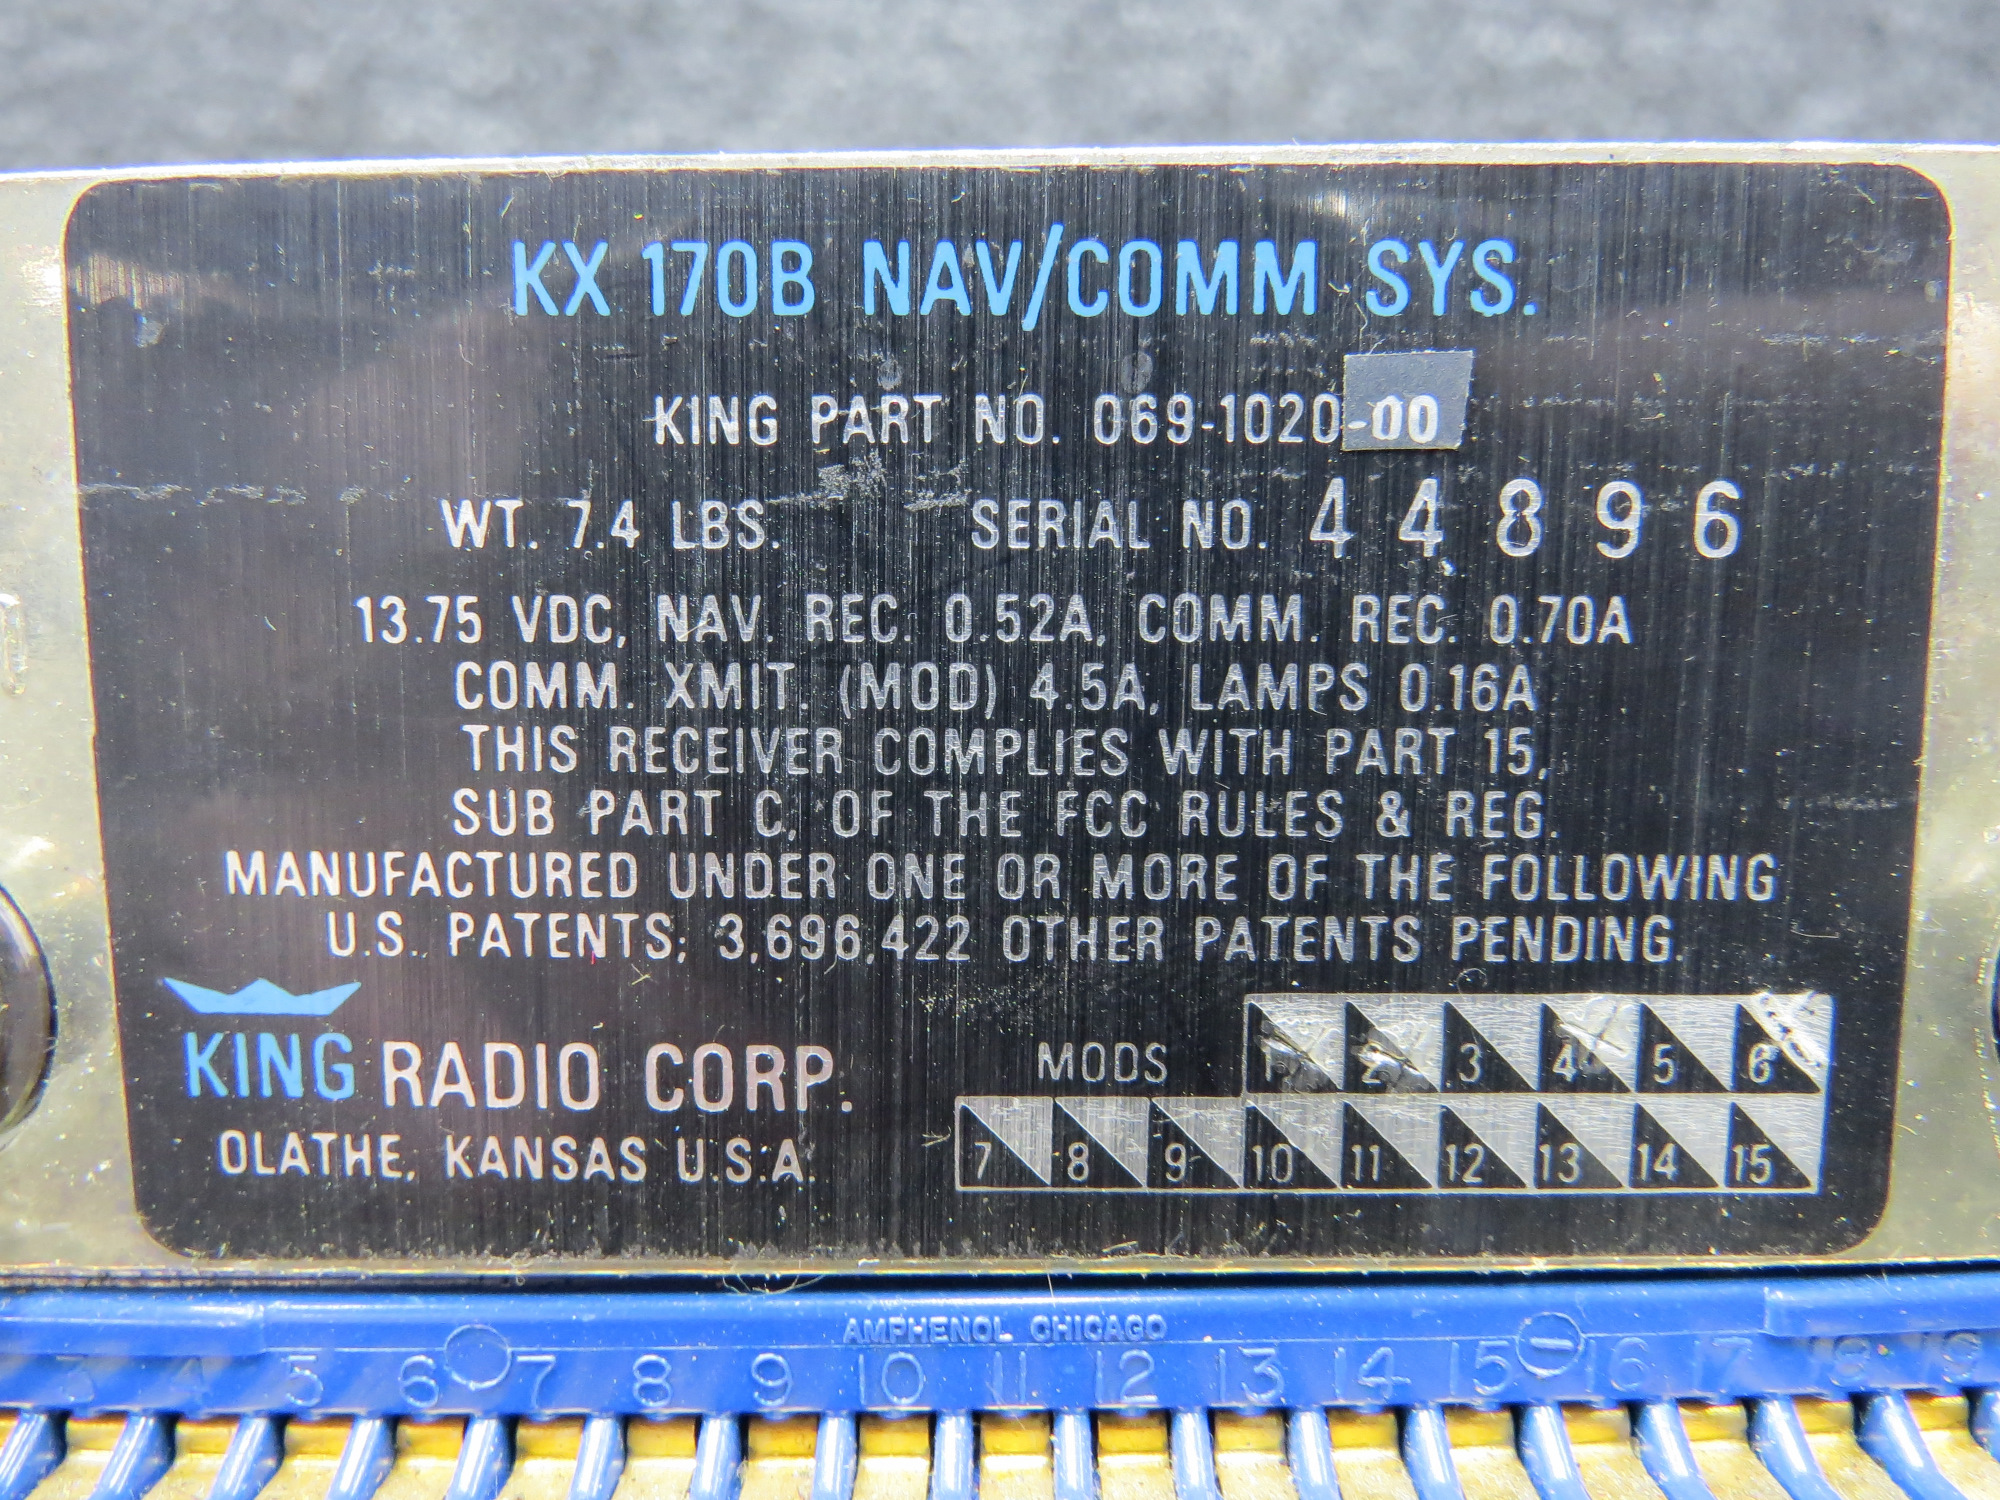 KX 170B NAV/COMM SYS.
KING PART NO. 069-1020-00
WT. 7.4 LBS. SERIAL NO. 44896
13.75 VDC, NAV. REC. 0.52A, COMM. REC. 0.70A
COMM. XMIT. (MOD) 4.5A, LAMPS 0.16A
THIS RECEIVER COMPLIES WITH PART 15,
SUB PART C, OF THE FCC RULES & REG.
MANUFACTURED UNDER ONE OR MORE OF THE FOLLOWING
U.S. PATENTS; 3,696,422 OTHER PATENTS PENDING.
KING RADIO CORP.
OLATHE, KANSAS U.S.A.
MODS 1 2 3 4 5 6
7 8 9 10 11 12 13 14 15
AMPHENOL CHICAGO
3 4 5 6 7 8 9 10 11 12 13 14 15 16 17 18 19